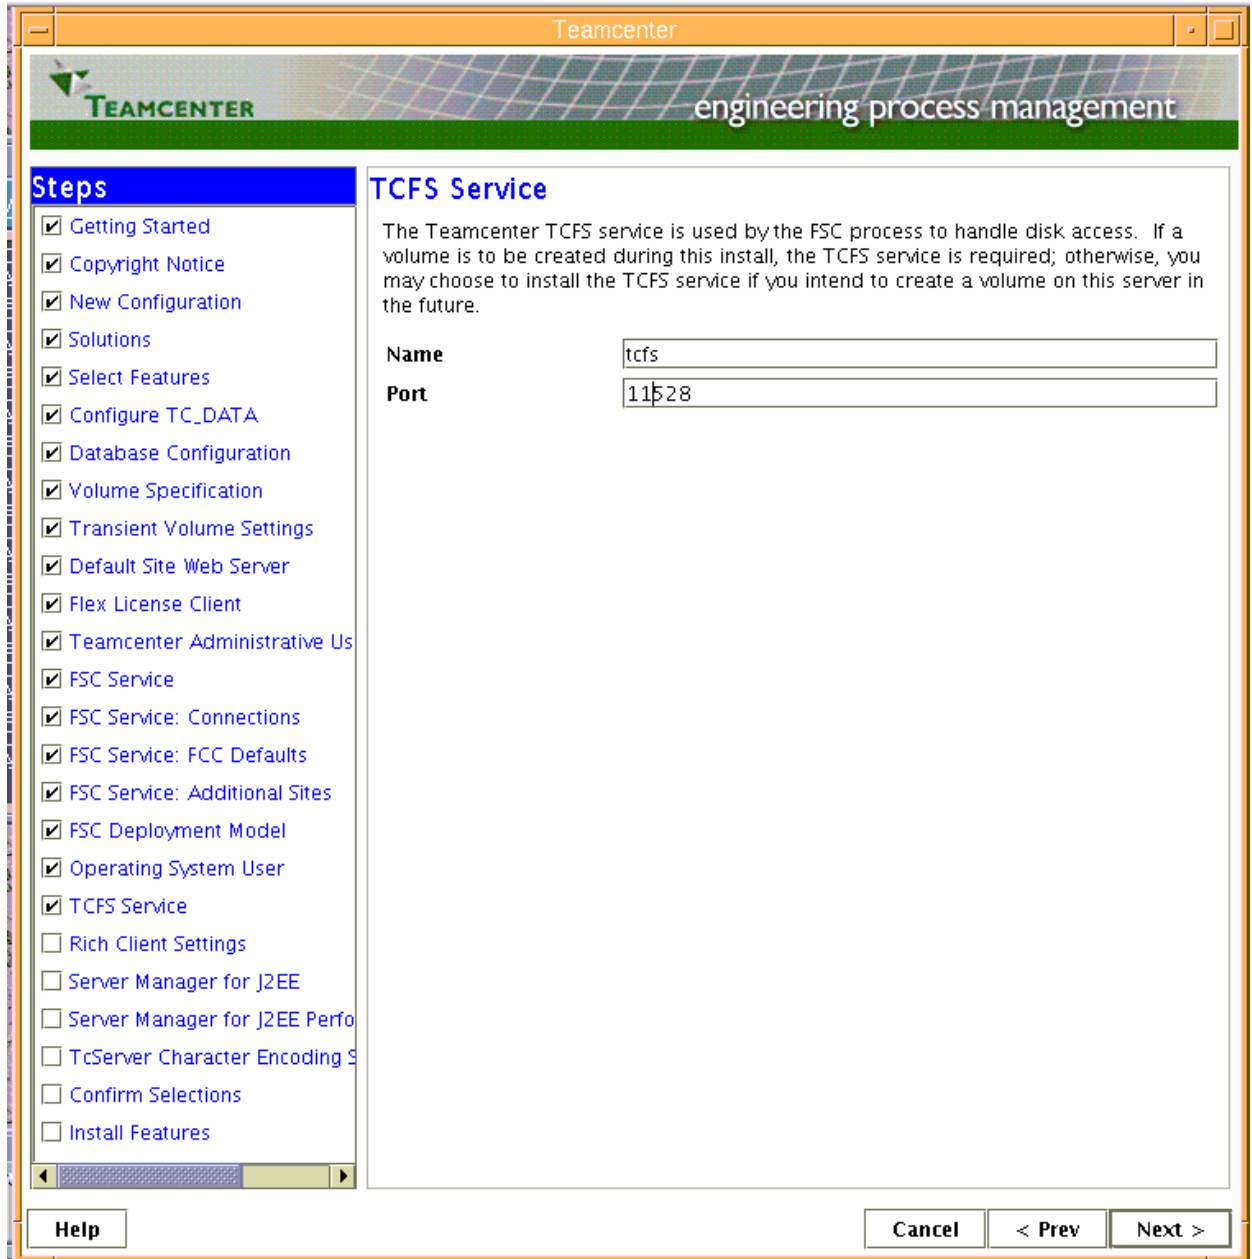 Teamcenter
TEAMCENTER
engineering process management
Steps
Getting Started
Copyright Notice
New Configuration
Solutions
Select Features
Configure TC_DATA
Database Configuration
Volume Specification
Transient Volume Settings
Default Site Web Server
Flex License Client
Teamcenter Administrative Us
FSC Service
FSC Service: Connections
FSC Service: FCC Defaults
FSC Service: Additional Sites
FSC Deployment Model
Operating System User
TCFS Service
Rich Client Settings
Server Manager for J2EE
Server Manager for J2EE Perfo
TcServer Character Encoding S
Confirm Selections
Install Features
TCFS Service
The Teamcenter TCFS service is used by the FSC process to handle disk access. If a
volume is to be created during this install, the TCFS service is required; otherwise, you
may choose to install the TCFS service if you intend to create a volume on this server in
the future.
Name tcfs
Port 11528
Help Cancel < Prev Next >